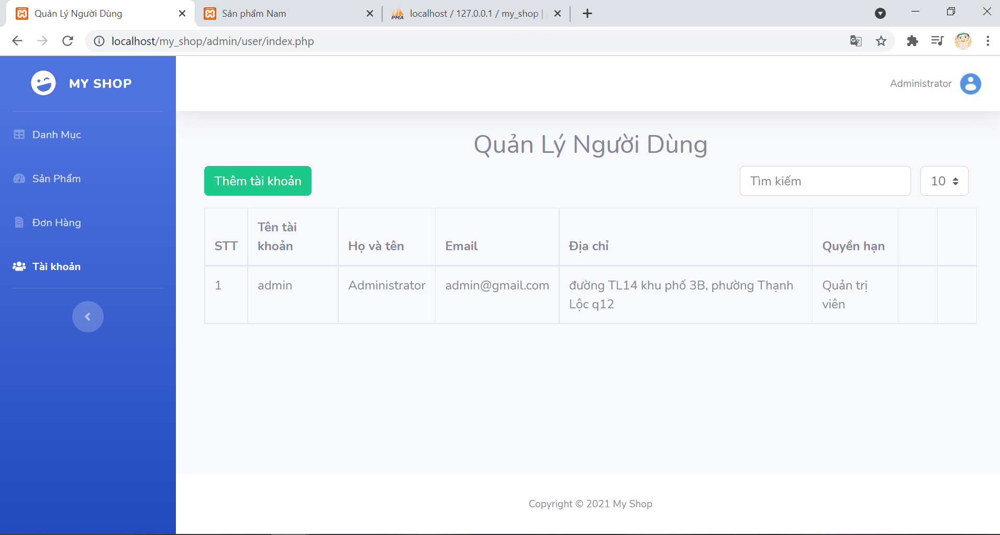 Quản Lý Người Dùng
Sản phẩm Nam
PMA
localhost / 127.0.0.1 / my_shop |
localhost/my_shop/admin/user/index.php
MY SHOP
Administrator
Danh Mục
Sản Phẩm
Đơn Hàng
Tài khoản
Quản Lý Người Dùng
Thêm tài khoản
Tìm kiếm
10
STT
Tên tài
khoản
Họ và tên
Email
Địa chỉ
Quyền hạn
1
admin
Administrator
admin@gmail.com
đường TL14 khu phố 3B, phường Thạnh
Lộc q12
Quản trị
viên
Copyright © 2021 My Shop